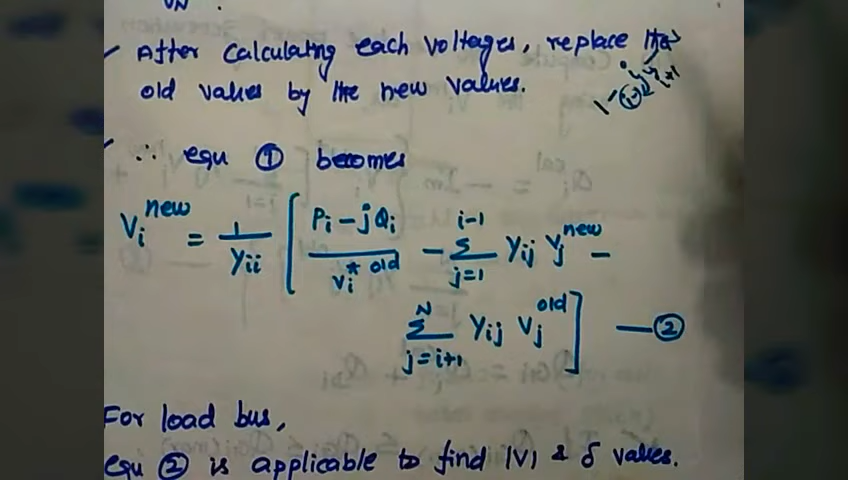 ✓ After calculating each voltages, replace the
old values by the new values.
✓ ∴ equ ① becomes
Vi^new = 1/Yii [ (Pi - jQi)/(Vi^* old) - Σ_{j=1}^{i-1} Yij Vj^new -
Σ_{j=i+1}^{N} Yij Vj^old ] — ②
For load bus,
equ ② is applicable to find |V| & δ values.